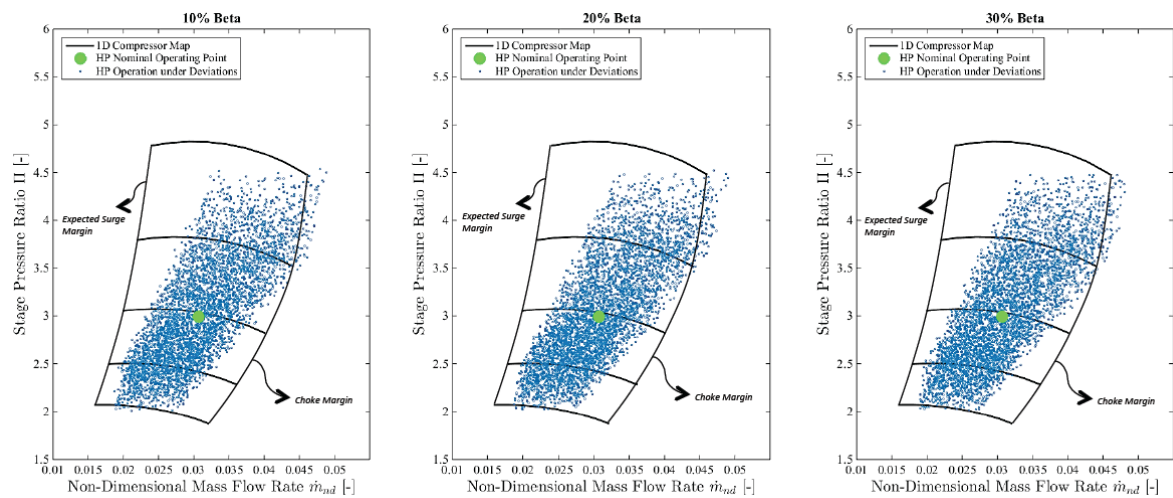 10% Beta
6
5.5
5
4.5
4
3.5
3
2.5
2
1.5
Stage Pressure Ratio Π [-]
1D Compressor Map
HP Nominal Operating Point
HP Operation under Deviations
Expected Surge
Margin
Choke Margin
0.01 0.015 0.02 0.025 0.03 0.035 0.04 0.045 0.05
Non-Dimensional Mass Flow Rate ṁnd [-]
20% Beta
6
5.5
5
4.5
4
3.5
3
2.5
2
1.5
Stage Pressure Ratio Π [-]
1D Compressor Map
HP Nominal Operating Point
HP Operation under Deviations
Expected Surge
Margin
Choke Margin
0.01 0.015 0.02 0.025 0.03 0.035 0.04 0.045 0.05
Non-Dimensional Mass Flow Rate ṁnd [-]
30% Beta
6
5.5
5
4.5
4
3.5
3
2.5
2
1.5
Stage Pressure Ratio Π [-]
1D Compressor Map
HP Nominal Operating Point
HP Operation under Deviations
Expected Surge
Margin
Choke Margin
0.01 0.015 0.02 0.025 0.03 0.035 0.04 0.045 0.05
Non-Dimensional Mass Flow Rate ṁnd [-]